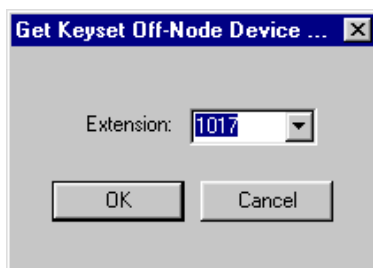 Get Keyset Off-Node Device ...
Extension: 1017
OK Cancel